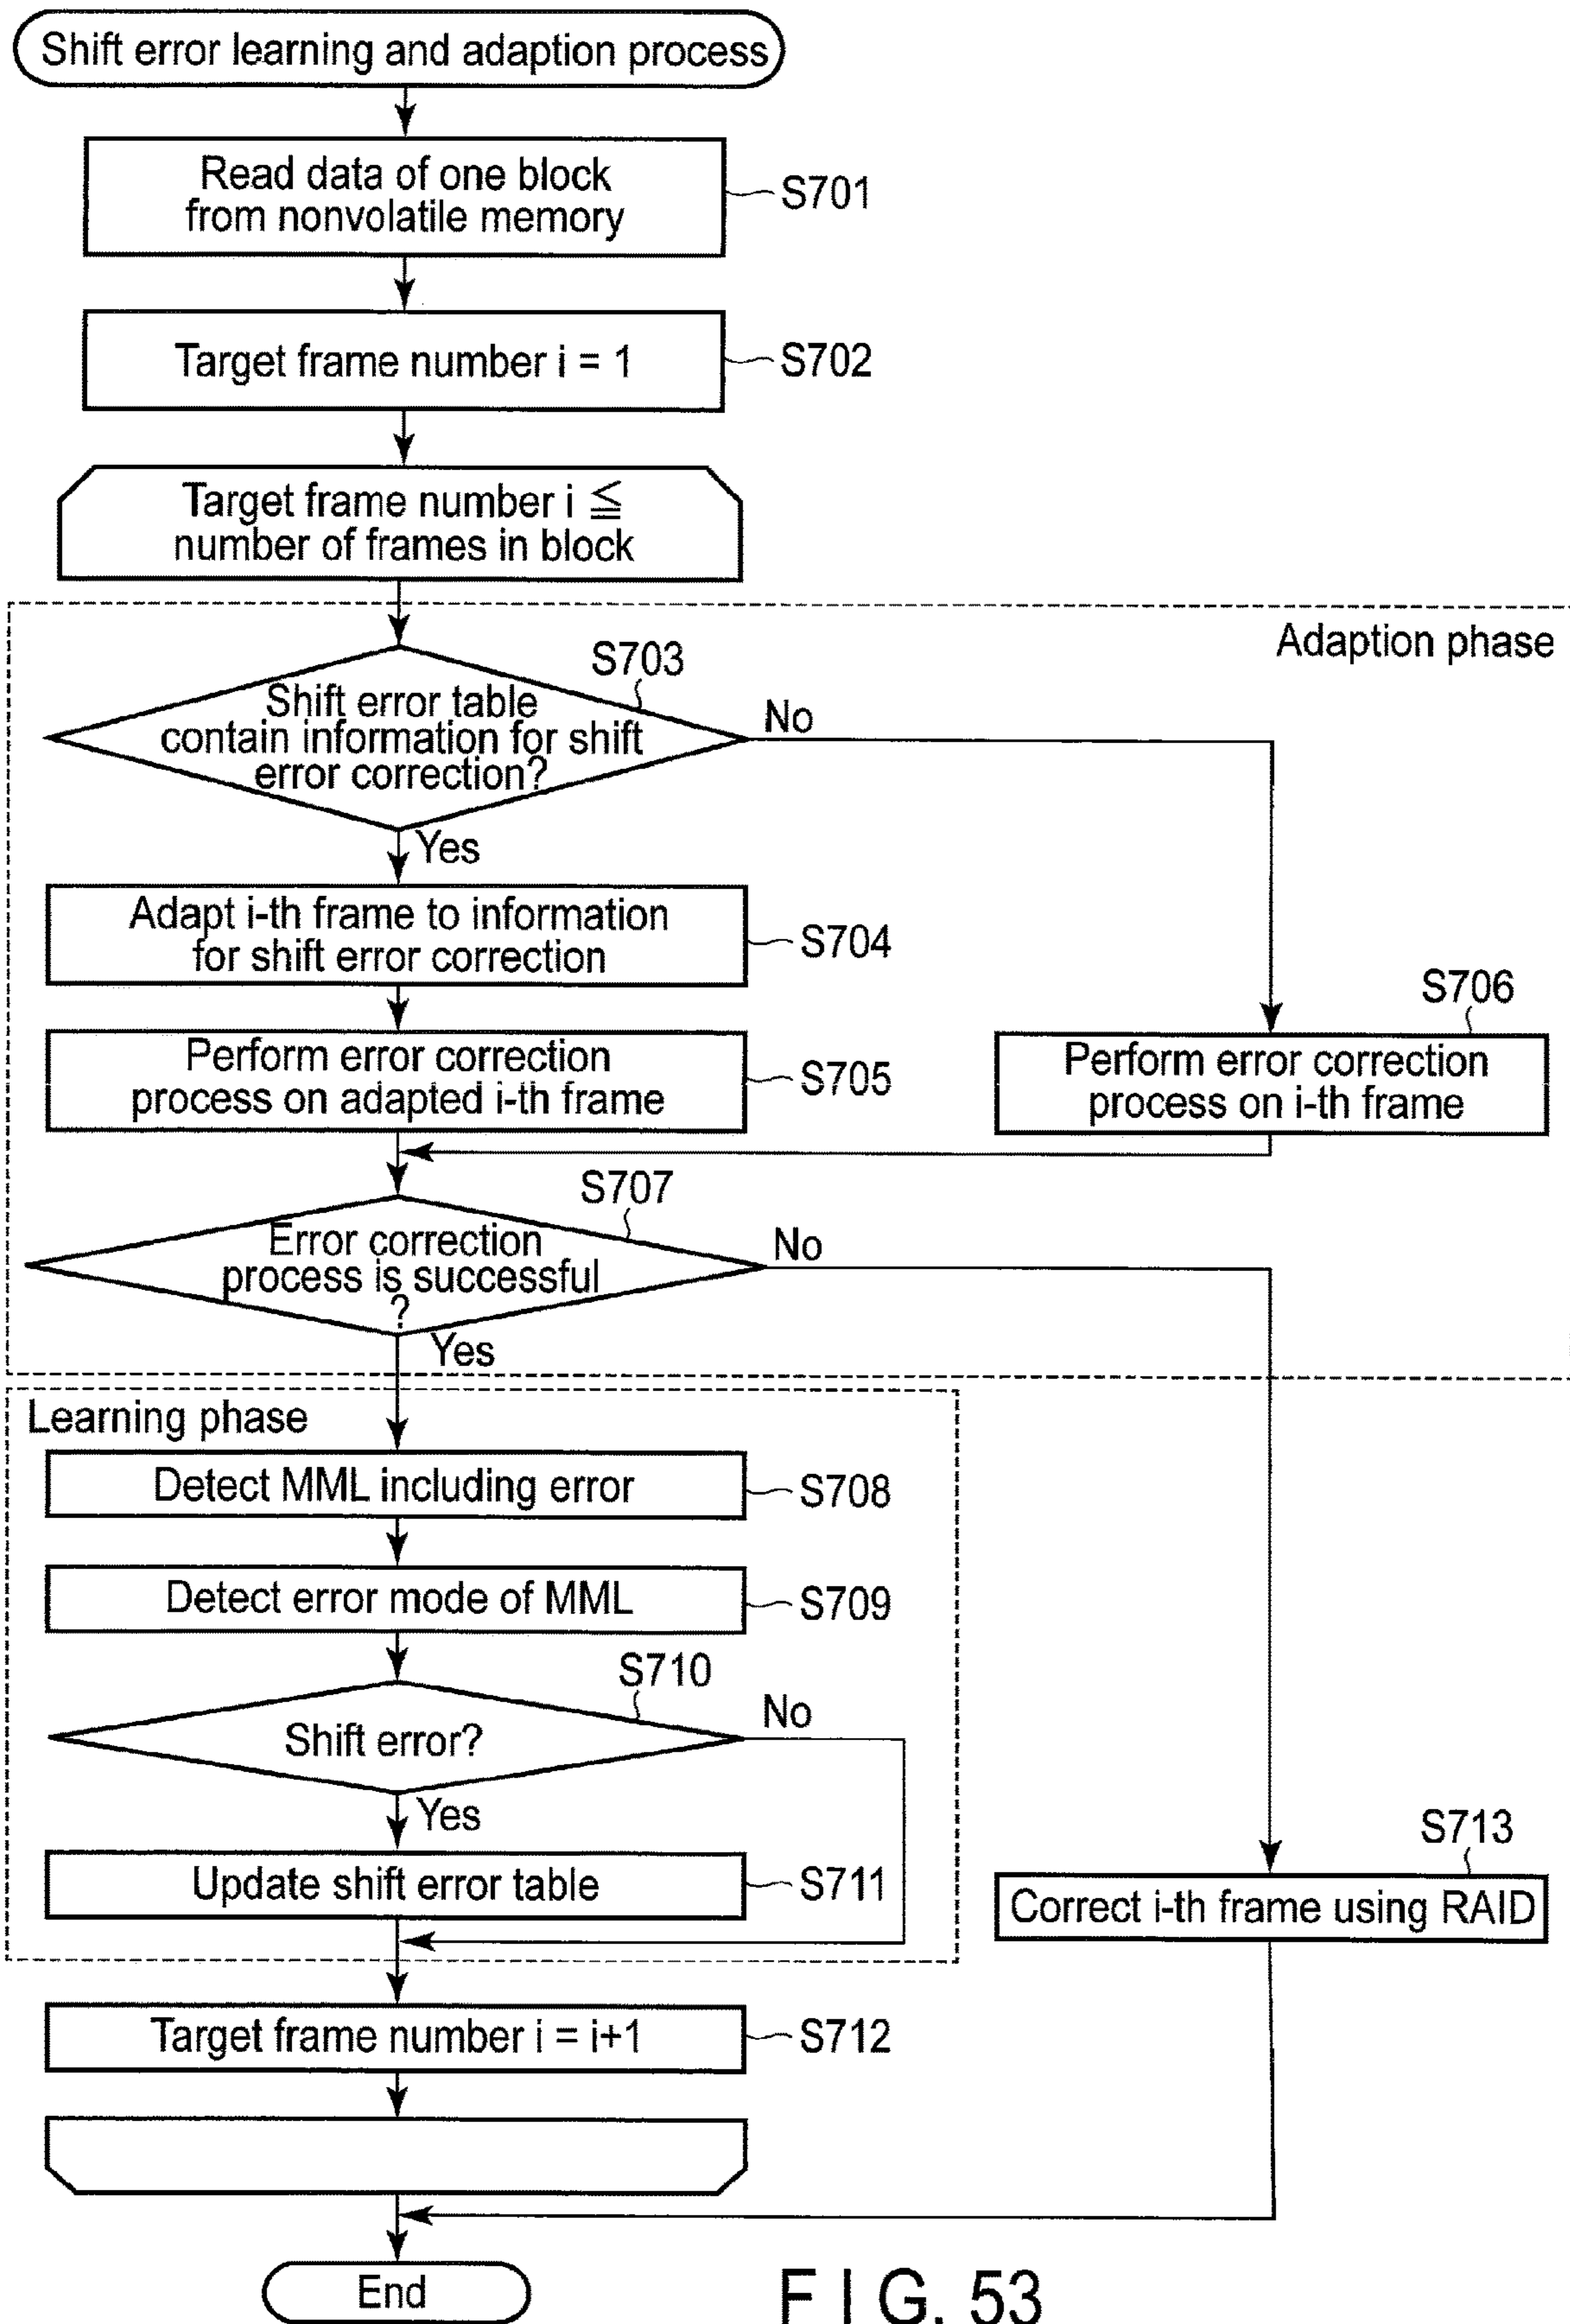 Shift error learning and adaption process
Read data of one block
from nonvolatile memory
S701
Target frame number i = 1
S702
Target frame number i ≦
number of frames in block
Adaption phase
S703
Shift error table
contain information for shift
error correction?
No
Yes
Adapt i-th frame to information
for shift error correction
S704
S706
Perform error correction
process on adapted i-th frame
S705
Perform error correction
process on i-th frame
S707
Error correction
process is successful
?
No
Yes
Learning phase
Detect MML including error
S708
Detect error mode of MML
S709
S710
Shift error?
No
Yes
S713
Update shift error table
S711
Correct i-th frame using RAID
Target frame number i = i+1
S712
End
F I G. 53